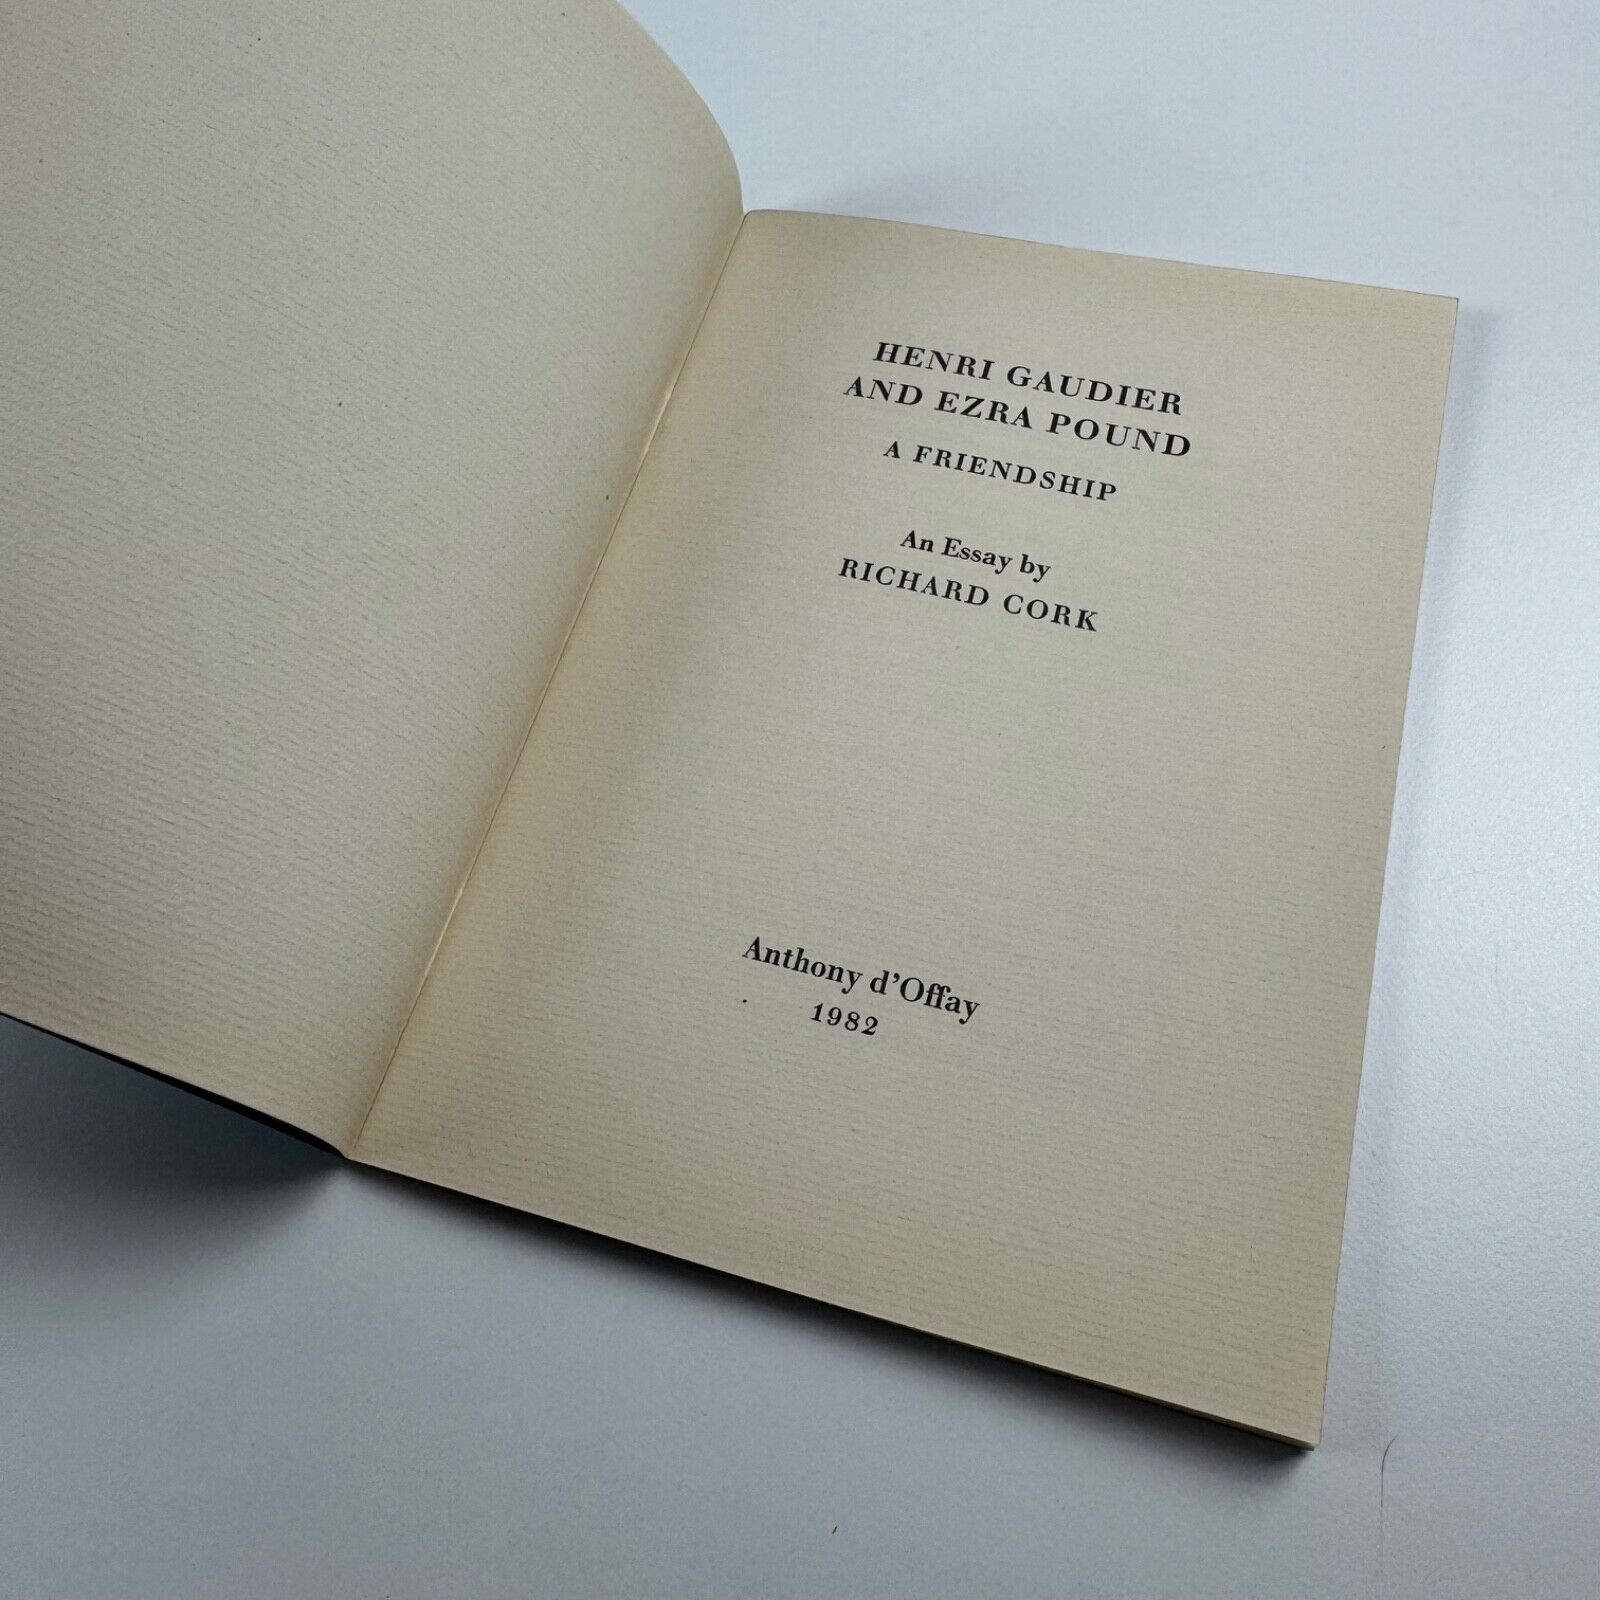 HENRI GAUDIER
AND EZRA POUND
A FRIENDSHIP
An Essay by
RICHARD CORK
Anthony d'Offay
1982